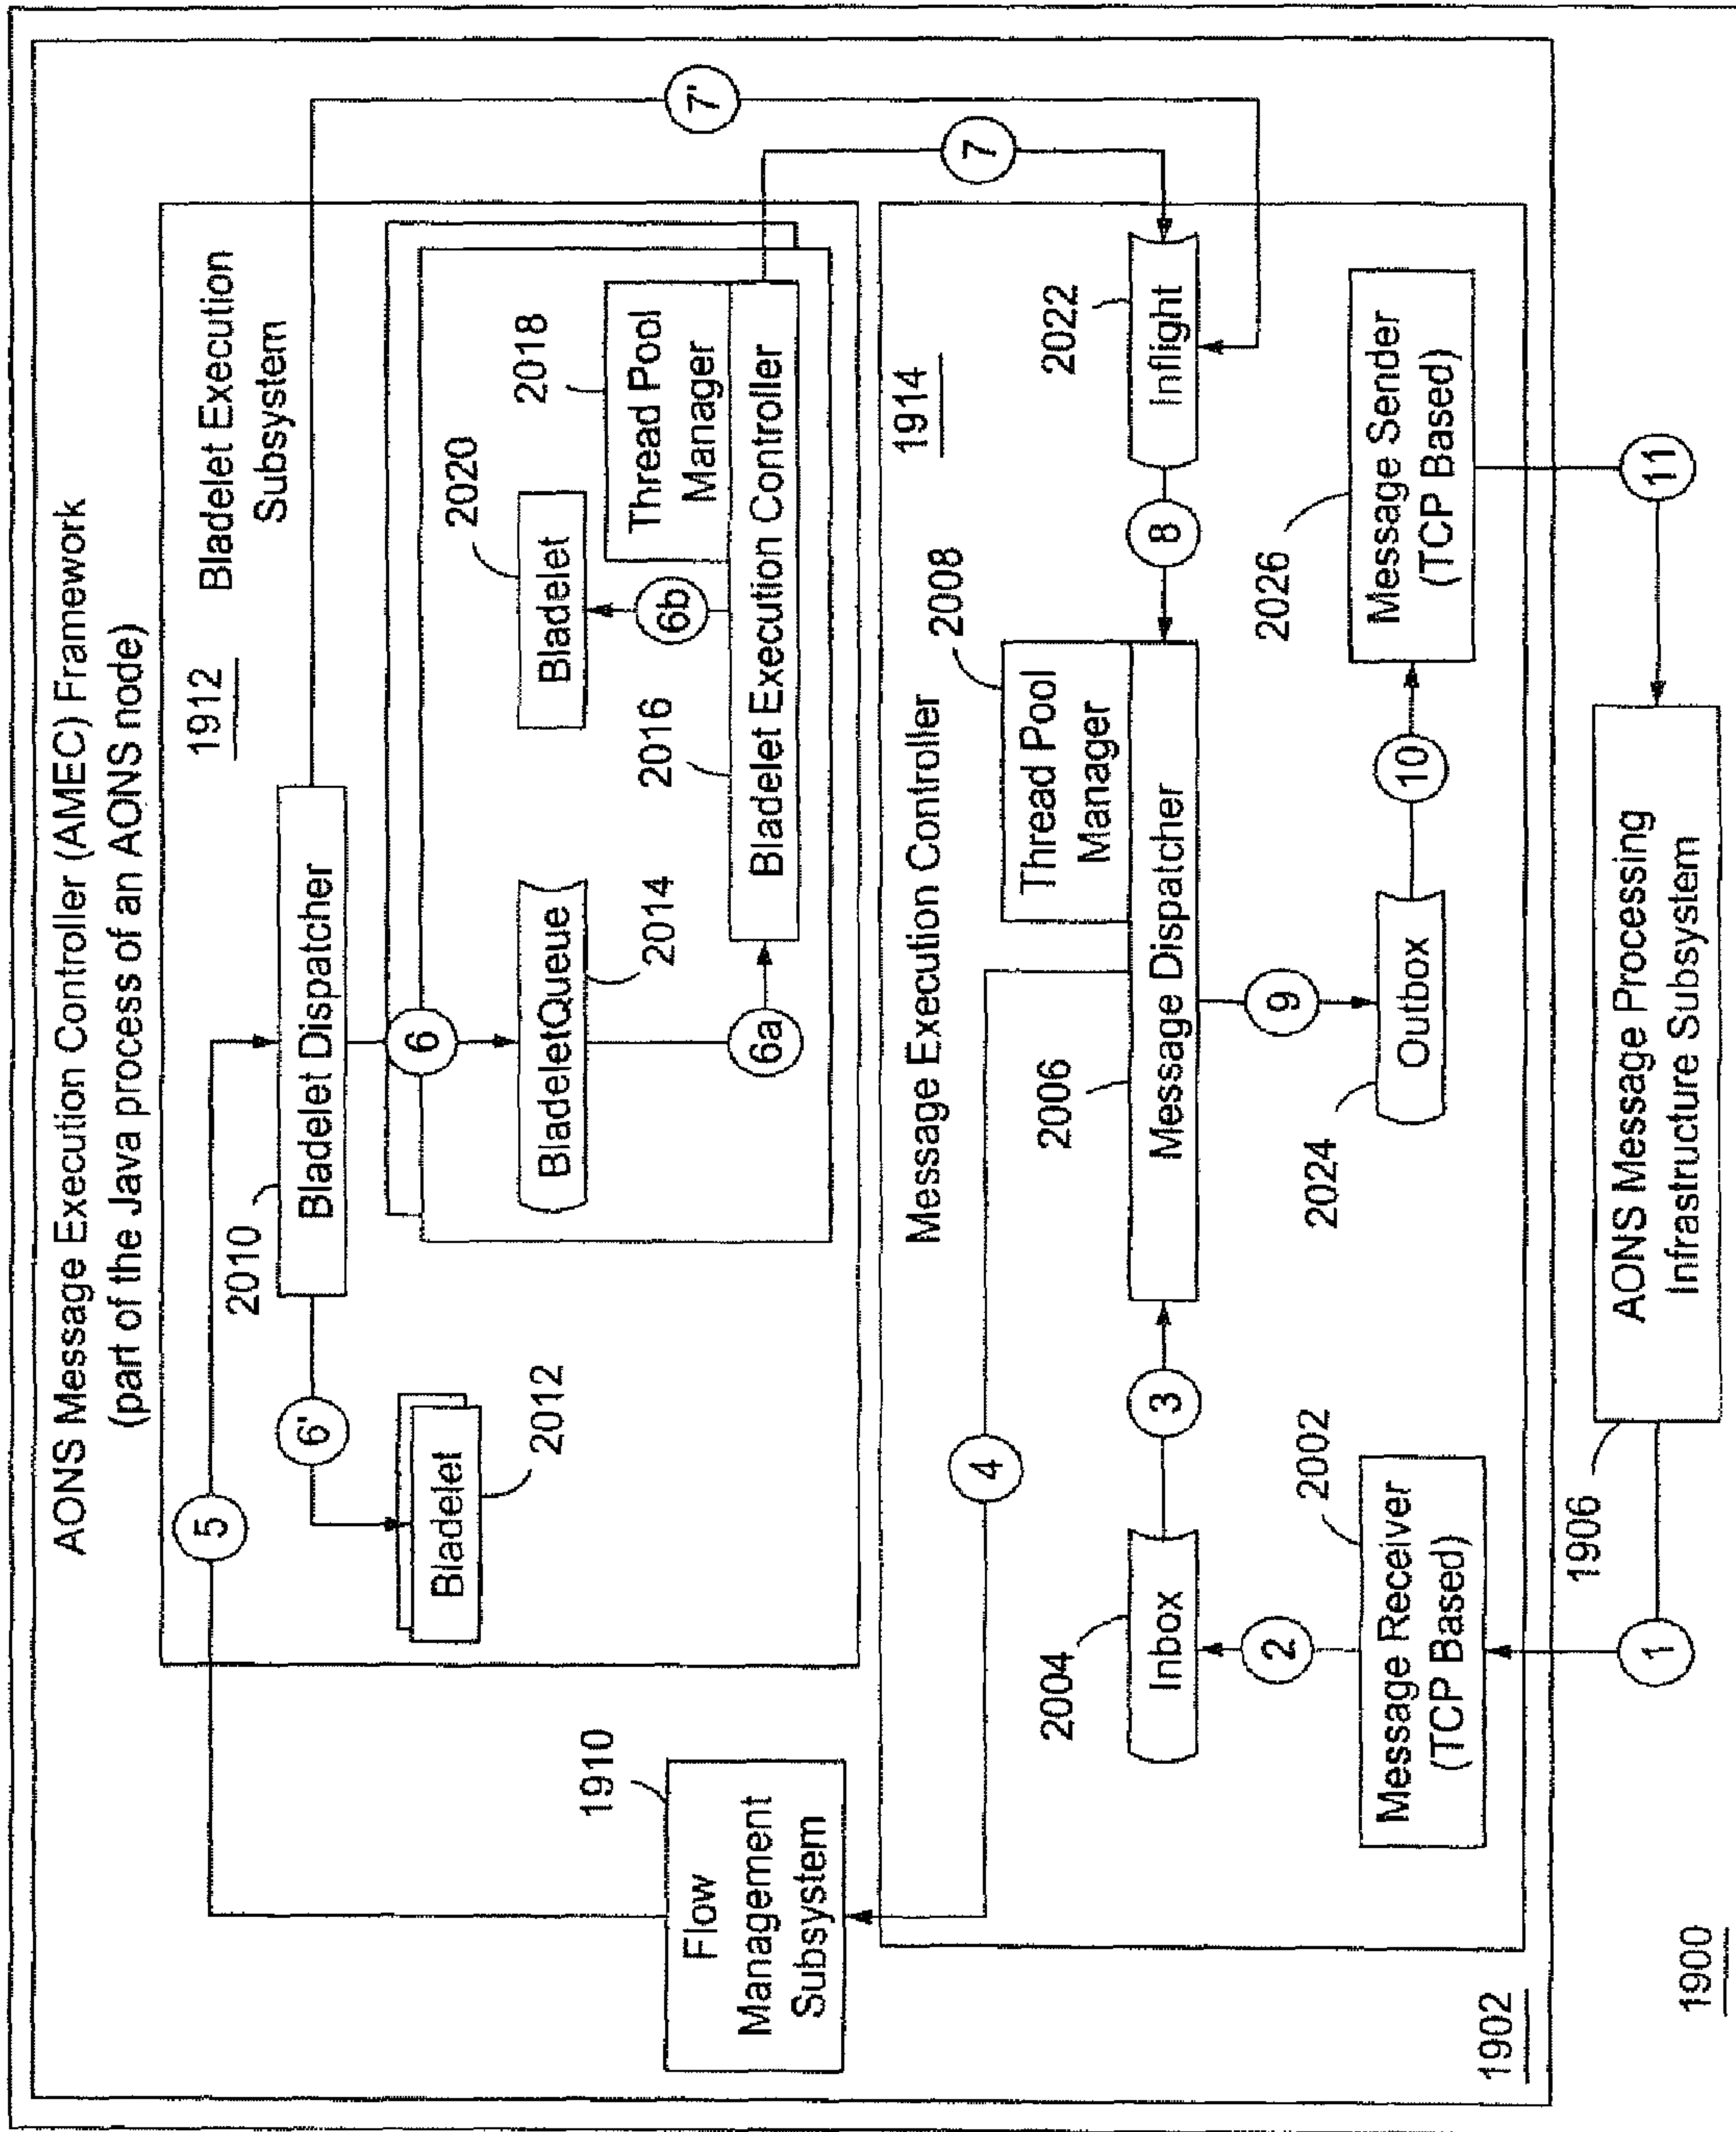 AONS Message Execution Controller (AMEC) Framework
(part of the Java process of an AONS node)
1912
Bladelet Execution
Subsystem
5
2010
Bladelet Dispatcher
7'
6'
6
Bladelet
2012
BladeletQueue
2014
6a
2020
Bladelet
6b
2018
Thread Pool
Manager
2016
Bladelet Execution Controller
7
1910
Flow
Management
Subsystem
Message Execution Controller
1914
4
2008
Thread Pool
Manager
2006
Message Dispatcher
2004
Inbox
3
8
2022
Inflight
2
9
2002
Message Receiver
(TCP Based)
2024
Outbox
10
2026
Message Sender
(TCP Based)
1902
1
1906
AONS Message Processing
Infrastructure Subsystem
11
1900